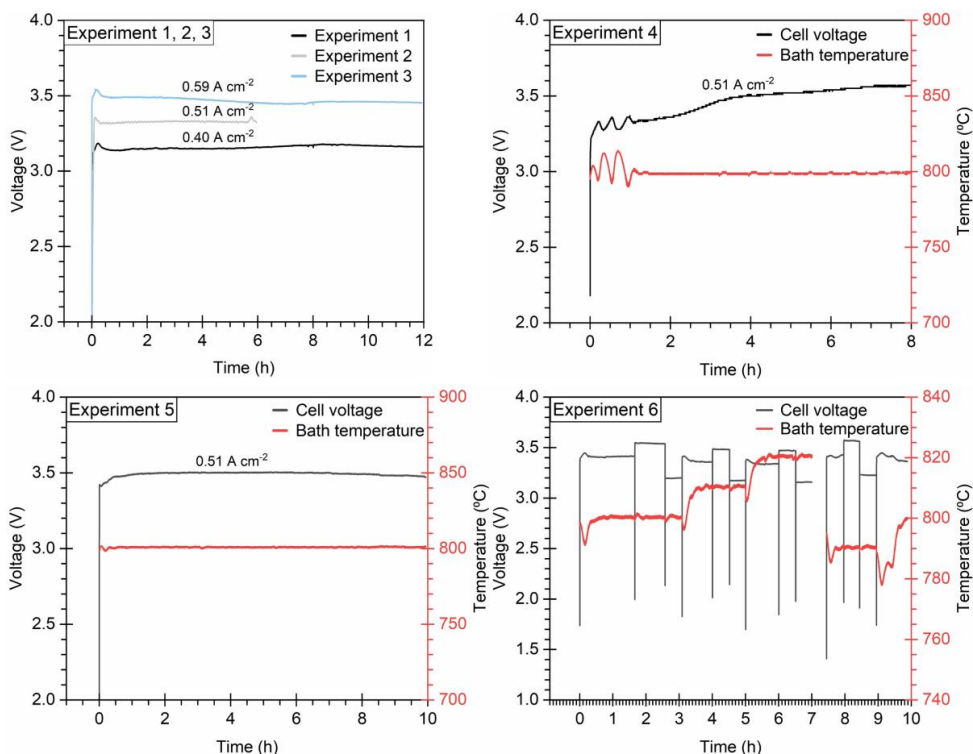 Experiment 1, 2, 3
Experiment 1
Experiment 2
Experiment 3
0.59 A cm-2
0.51 A cm-2
0.40 A cm-2
4.0
3.5
3.0
2.5
2.0
Voltage (V)
0 2 4 6 8 10 12
Time (h)
Experiment 4
Cell voltage
Bath temperature
0.51 A cm-2
4.0
3.5
3.0
2.5
2.0
Voltage (V)
900
850
800
750
700
Temperature (ºC)
0 1 2 3 4 5 6 7 8
Time (h)
Experiment 5
Cell voltage
Bath temperature
0.51 A cm-2
4.0
3.5
3.0
2.5
2.0
Voltage (V)
900
850
800
750
700
Temperature (ºC)
0 2 4 6 8 10
Time (h)
Experiment 6
Cell voltage
Bath temperature
4.0
3.5
3.0
2.5
2.0
1.5
1.0
Voltage (V)
840
820
800
780
760
740
Temperature (ºC)
0 1 2 3 4 5 6 7 8 9 10
Time (h)